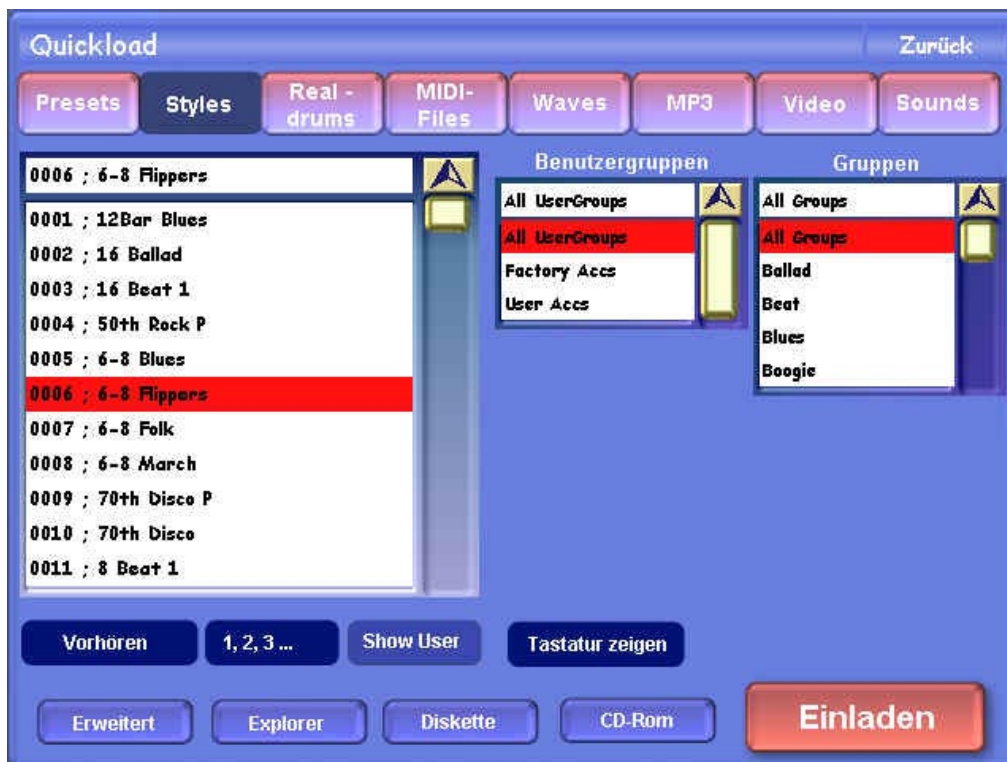 Quickload
Zurück
Presets
Styles
Real -
drums
MIDI-
Files
Waves
MP3
Video
Sounds
0006 ; 6-8 Flippers
0001 ; 12Bar Blues
0002 ; 16 Ballad
0003 ; 16 Beat 1
0004 ; 50th Rock P
0005 ; 6-8 Blues
0006 ; 6-8 Flippers
0007 ; 6-8 Folk
0008 ; 6-8 March
0009 ; 70th Disco P
0010 ; 70th Disco
0011 ; 8 Beat 1
Benutzergruppen
All UserGroups
All UserGroups
Factory Accs
User Accs
Gruppen
All Groups
All Groups
Ballad
Beat
Blues
Boogie
Vorhören
1, 2, 3 ...
Show User
Tastatur zeigen
Erweitert
Explorer
Diskette
CD-Rom
Einladen